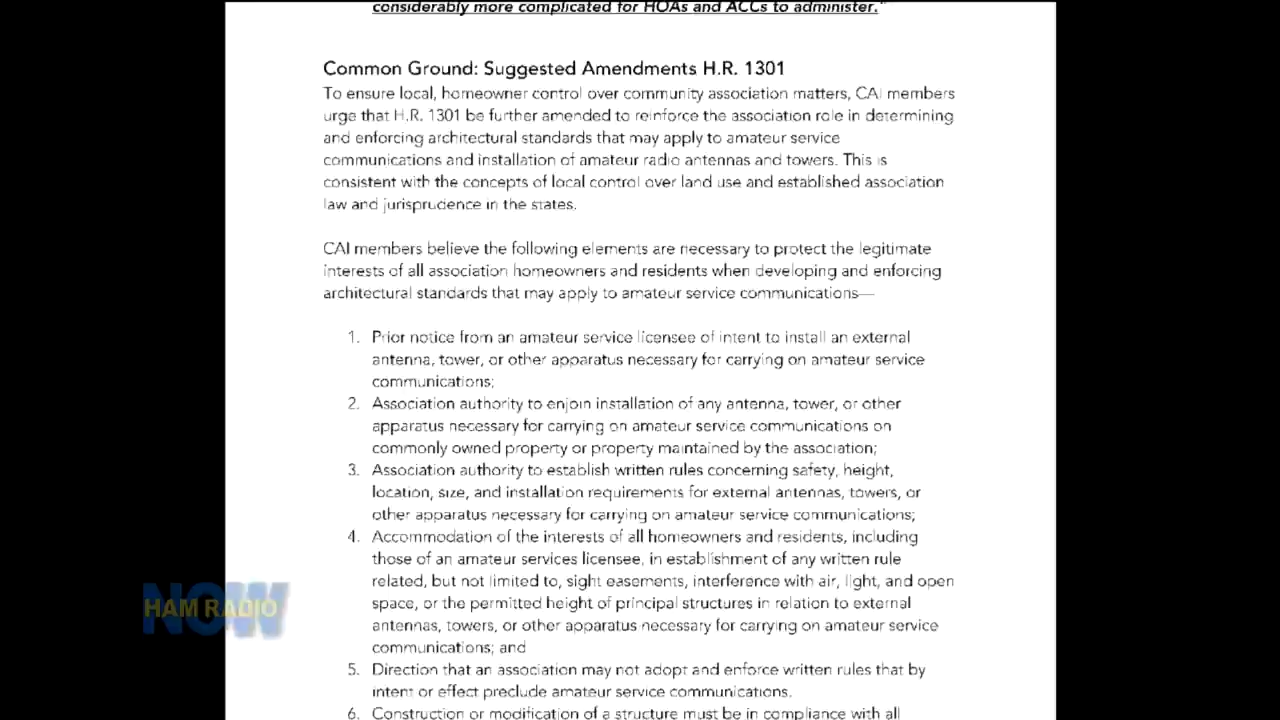 considerably more complicated for HOAs and ACCs to administer."
Common Ground: Suggested Amendments H.R. 1301
To ensure local, homeowner control over community association matters, CAI members
urge that H.R. 1301 be further amended to reinforce the association role in determining
and enforcing architectural standards that may apply to amateur service
communications and installation of amateur radio antennas and towers. This is
consistent with the concepts of local control over land use and established association
law and jurisprudence in the states.
CAI members believe the following elements are necessary to protect the legitimate
interests of all association homeowners and residents when developing and enforcing
architectural standards that may apply to amateur service communications—
1. Prior notice from an amateur service licensee of intent to install an external
antenna, tower, or other apparatus necessary for carrying on amateur service
communications;
2. Association authority to enjoin installation of any antenna, tower, or other
apparatus necessary for carrying on amateur service communications on
commonly owned property or property maintained by the association;
3. Association authority to establish written rules concerning safety, height,
location, size, and installation requirements for external antennas, towers, or
other apparatus necessary for carrying on amateur service communications;
4. Accommodation of the interests of all homeowners and residents, including
those of an amateur services licensee, in establishment of any written rule
related, but not limited to, sight easements, interference with air, light, and open
space, or the permitted height of principal structures in relation to external
antennas, towers, or other apparatus necessary for carrying on amateur service
communications; and
5. Direction that an association may not adopt and enforce written rules that by
intent or effect preclude amateur service communications.
6. Construction or modification of a structure must be in compliance with all
HAM RADIO
NOW